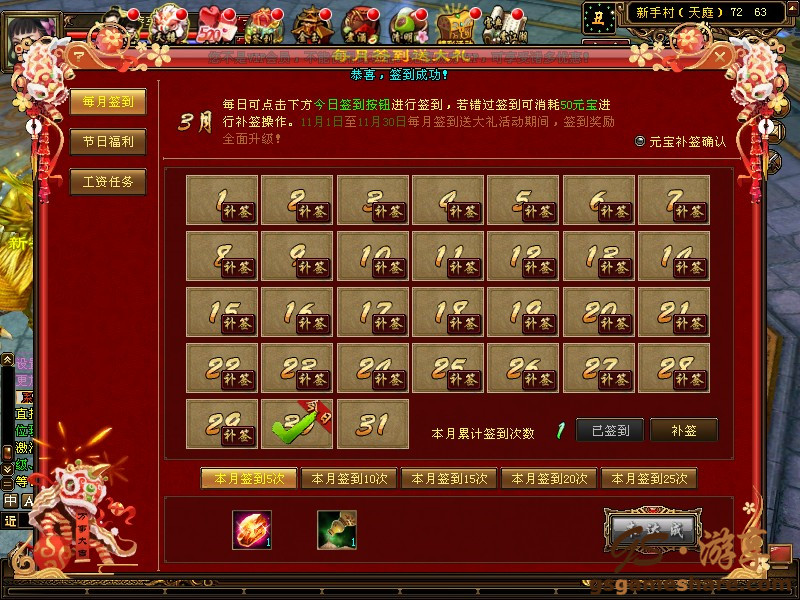 丑
新手村(天庭) 72 63
每月签到送大礼
恭喜,签到成功!
每月签到
节日福利
工资任务
3月
每日可点击下方今日签到按钮进行签到,若错过签到可消耗50元宝进
行补签操作。11月1日至11月30日每月签到送大礼活动期间,签到奖励
全面升级!
元宝补签确认
1 补签 2 补签 3 补签 4 补签 5 补签 6 补签 7 补签
8 补签 9 补签 10 补签 11 补签 12 补签 13 补签 14 补签
15 补签 16 补签 17 补签 18 补签 19 补签 20 补签 21 补签
22 补签 23 补签 24 补签 25 补签 26 补签 27 补签 28 补签
29 补签 30 31
本月累计签到次数 1 已签到 补签
本月签到5次 本月签到10次 本月签到15次 本月签到20次 本月签到25次
1 1
中 A
近